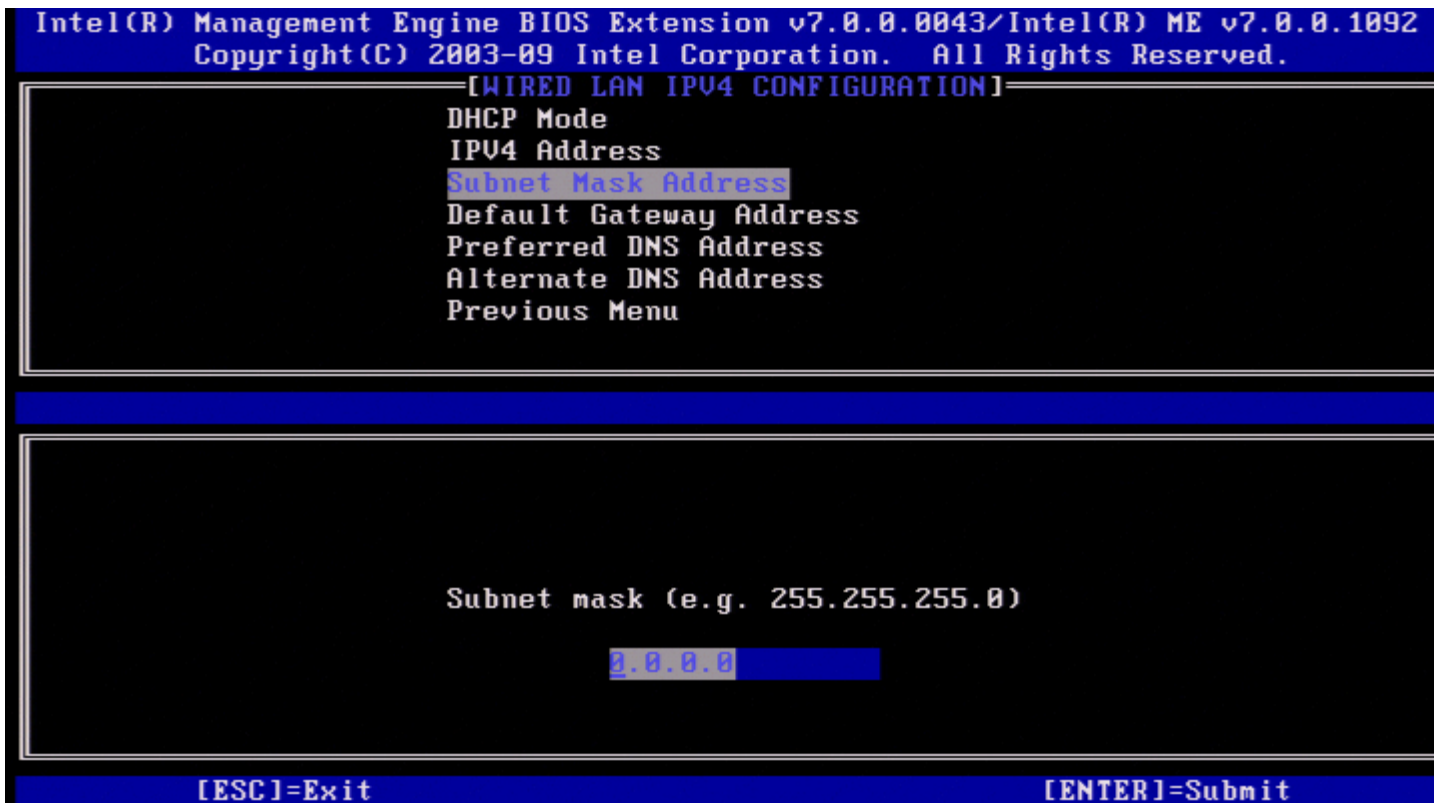 Intel(R) Management Engine BIOS Extension v7.0.0.0043/Intel(R) ME v7.0.0.1092
Copyright(C) 2003-09 Intel Corporation. All Rights Reserved.
[WIRED LAN IPV4 CONFIGURATION]
DHCP Mode
IPV4 Address
Subnet Mask Address
Default Gateway Address
Preferred DNS Address
Alternate DNS Address
Previous Menu
Subnet mask (e.g. 255.255.255.0)
0.0.0.0
[ESC]=Exit [ENTER]=Submit